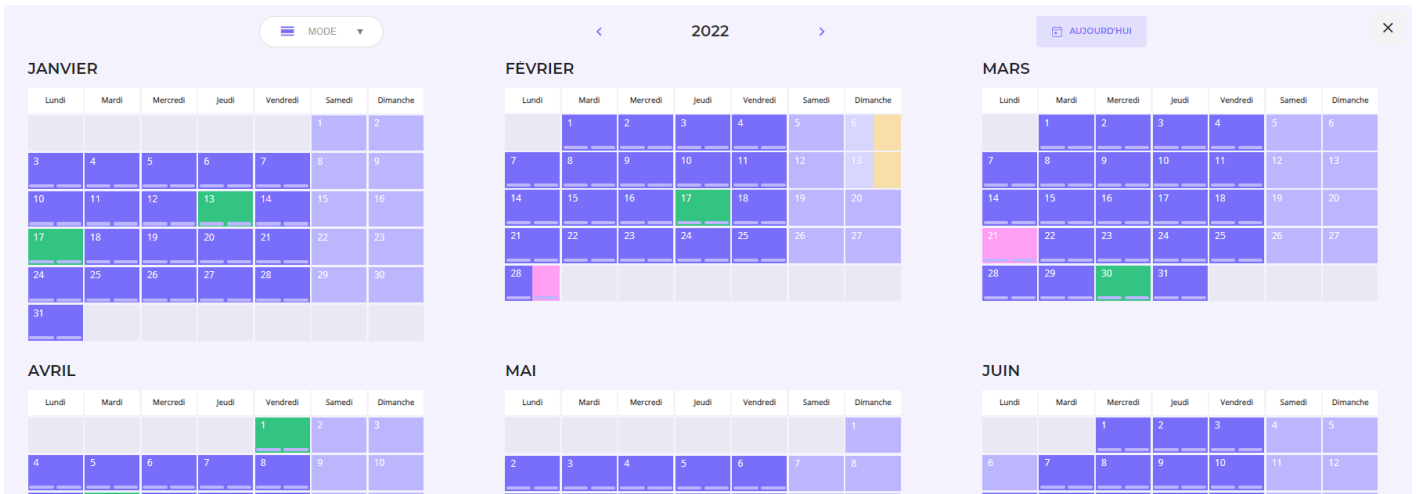 MODE ▼ < 2022 > AUJOURD'HUI ×
JANVIER
Lundi Mardi Mercredi Jeudi Vendredi Samedi Dimanche
1 2
3 4 5 6 7 8 9
10 11 12 13 14 15 16
17 18 19 20 21 22 23
24 25 26 27 28 29 30
31
FÉVRIER
Lundi Mardi Mercredi Jeudi Vendredi Samedi Dimanche
1 2 3 4 5 6
7 8 9 10 11 12 13
14 15 16 17 18 19 20
21 22 23 24 25 26 27
28
MARS
Lundi Mardi Mercredi Jeudi Vendredi Samedi Dimanche
1 2 3 4 5 6
7 8 9 10 11 12 13
14 15 16 17 18 19 20
21 22 23 24 25 26 27
28 29 30 31
AVRIL
Lundi Mardi Mercredi Jeudi Vendredi Samedi Dimanche
1 2 3
4 5 6 7 8 9 10
MAI
Lundi Mardi Mercredi Jeudi Vendredi Samedi Dimanche
1
2 3 4 5 6 7 8
JUIN
Lundi Mardi Mercredi Jeudi Vendredi Samedi Dimanche
1 2 3 4 5
6 7 8 9 10 11 12